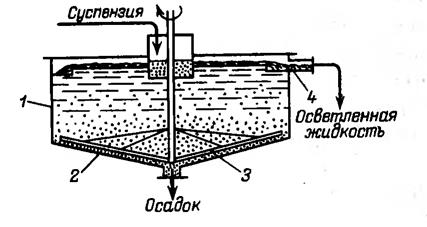 Суспензия
1
4
Осветленная
жидкость
2
3
Осадок